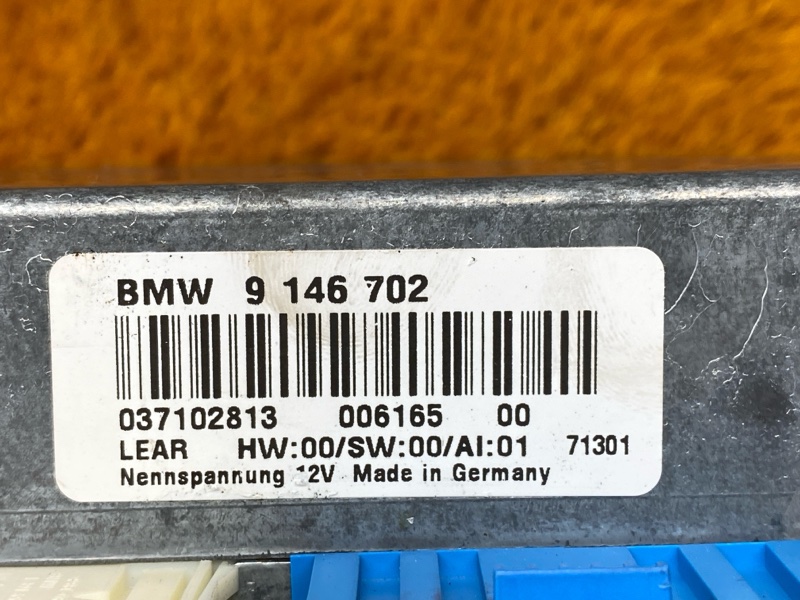 BMW 9 146 702
037102813 006165 00
LEAR HW:00/SW:00/AI:01 71301
Nennspannung 12V Made in Germany